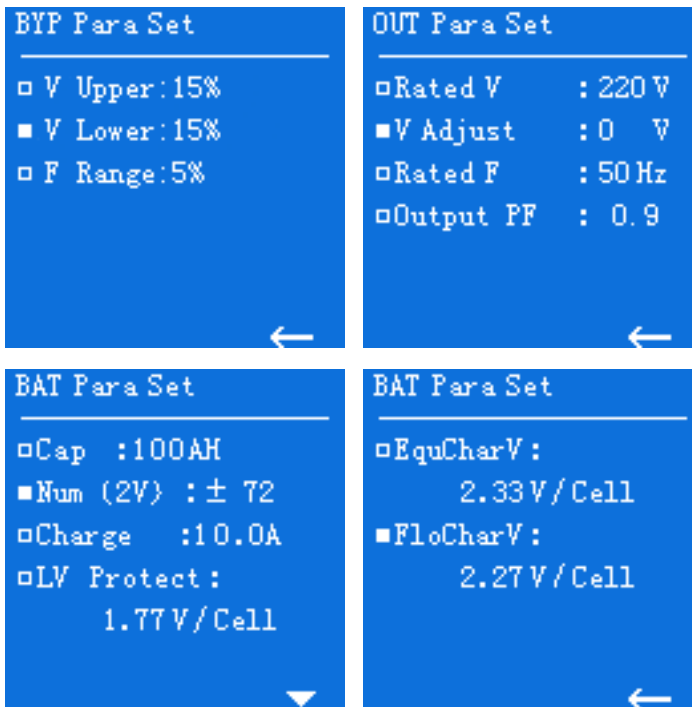 BYP Para Set
V Upper:15%
V Lower:15%
F Range:5%
OUT Para Set
Rated V :220 V
V Adjust :0 V
Rated F :50 Hz
Output PF : 0.9
BAT Para Set
Cap :100AH
Num (2V) :± 72
Charge :10.0A
LV Protect:
1.77 V/Cell
BAT Para Set
EquCharV:
2.33 V/Cell
FloCharV:
2.27 V/Cell